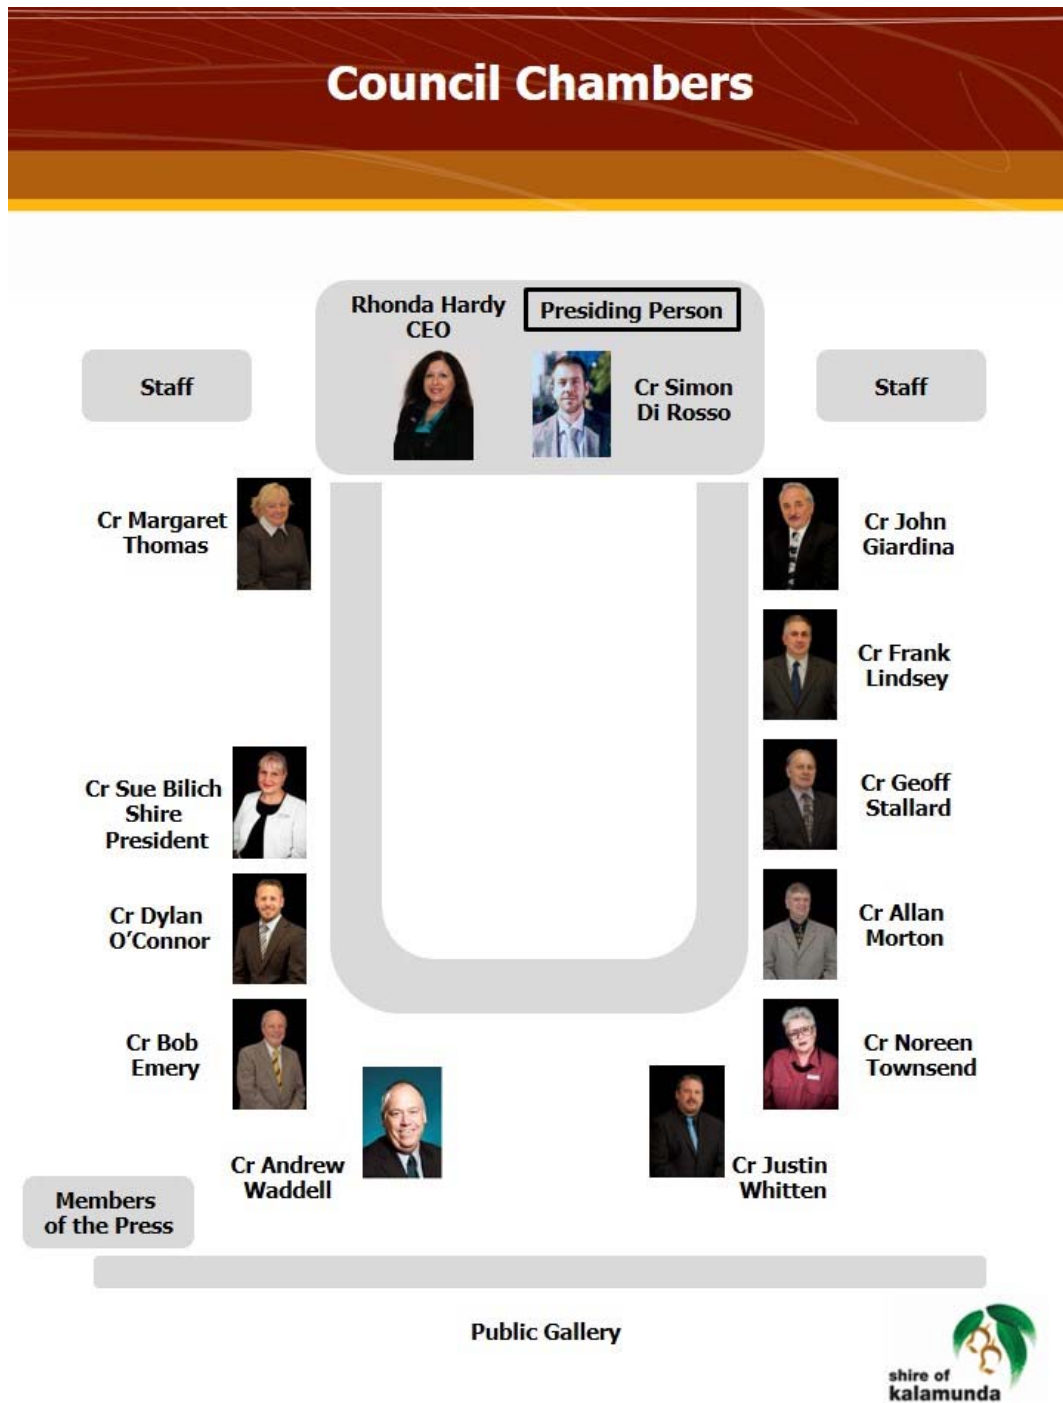 Council Chambers
Rhonda Hardy
CEO
Presiding Person
Staff
Cr Simon
Di Rosso
Staff
Cr Margaret
Thomas
Cr John
Giardina
Cr Frank
Lindsey
Cr Sue Bilich
Shire
President
Cr Geoff
Stallard
Cr Dylan
O’Connor
Cr Allan
Morton
Cr Bob
Emery
Cr Noreen
Townsend
Cr Andrew
Waddell
Cr Justin
Whitten
Members
of the Press
Public Gallery
shire of
kalamunda